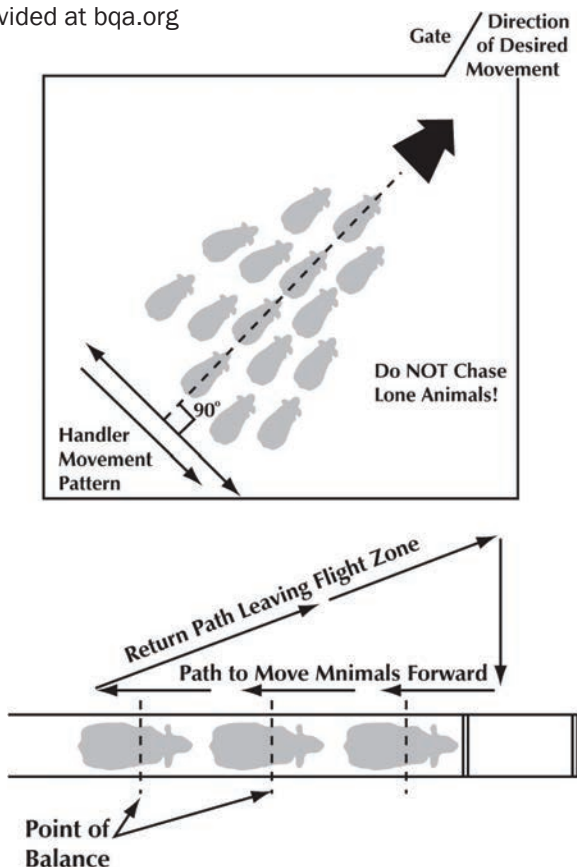 vided at bqa.org
Gate
Direction
of Desired
Movement
Do NOT Chase
Lone Animals!
90°
Handler
Movement
Pattern
Return Path Leaving Flight Zone
Path to Move Mnimals Forward
Point of
Balance